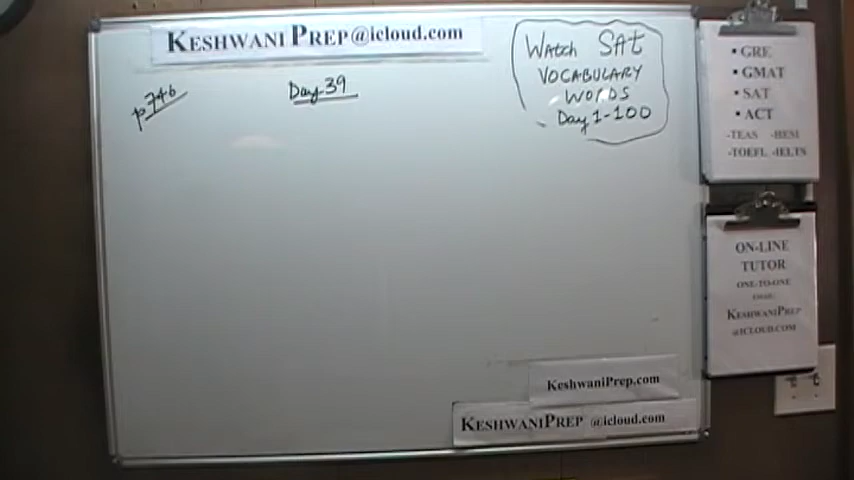 KESHWANI PREP@icloud.com
p746
Day 39
WATCH SAt
VOCABULARY
WORDS
Day 1-100
▪ GRE
▪ GMAT
▪ SAT
▪ ACT
-TEAS -HESI
-TOEFL -IELTS
ON-LINE
TUTOR
ONE-TO-ONE
KESHWANIPREP
@ICLOUD.COM
KeshwaniPrep.com
KESHWANIPREP @icloud.com